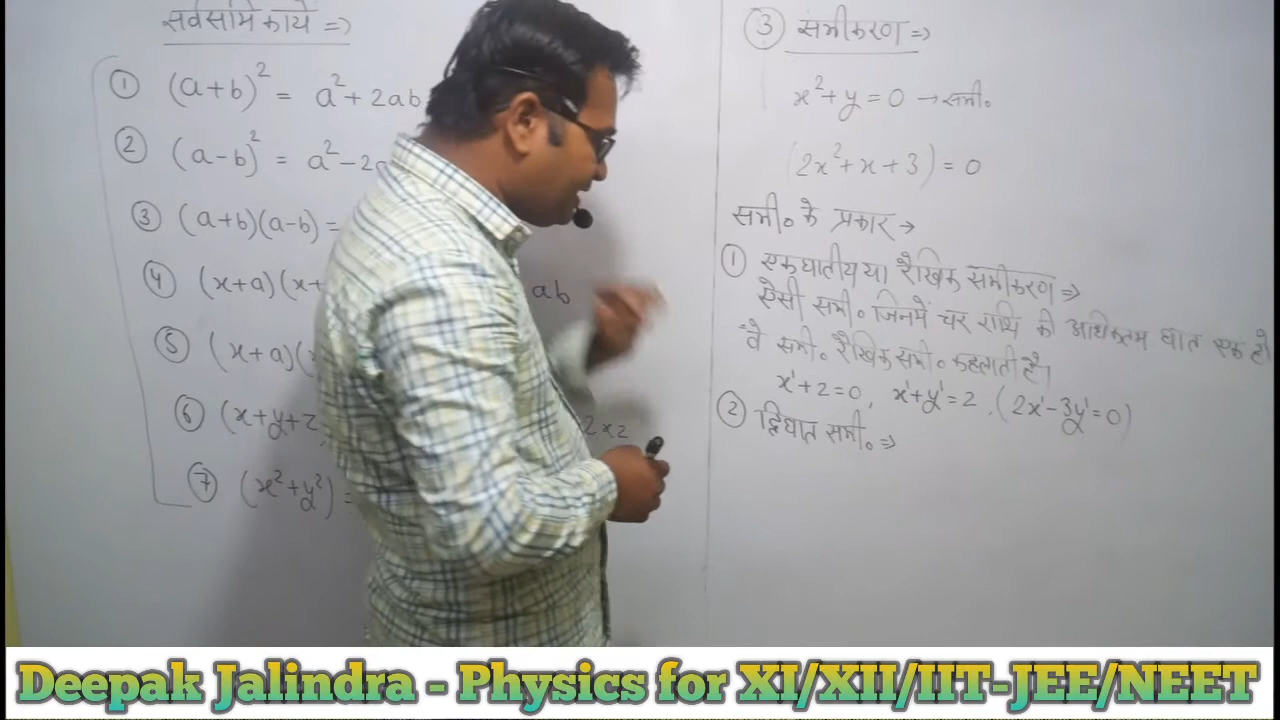 सर्वसमिकाये =>
① (a+b)² = a² + 2ab
② (a-b)² = a² - 2a
③ (a+b)(a-b) =
④ (x+a)(x+ ab
⑤ (x+a)(x
⑥ (x+y+z 2xz
⑦ (x²+y²) =
③ समीकरण =>
x² + y = 0 → समी०
(2x² + x + 3) = 0
समी० के प्रकार →
① एकघातीय या रैखिक समीकरण =>
ऐसी समी० जिनमें चर राशि की अधिकतम घात एक हो
वे समी० रैखिक समी० कहलाती है।
x¹ + 2 = 0, x¹ + y¹ = 2, (2x¹ - 3y¹ = 0)
② द्विघात समी० =>
Deepak Jalindra - Physics for XI/XII/IIT-JEE/NEET